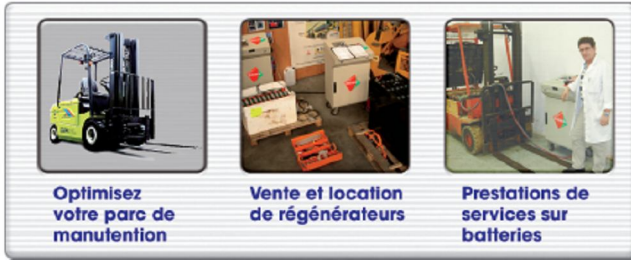 Optimisez
votre parc de
manutention
Vente et location
de régénérateurs
Prestations de
services sur
batteries